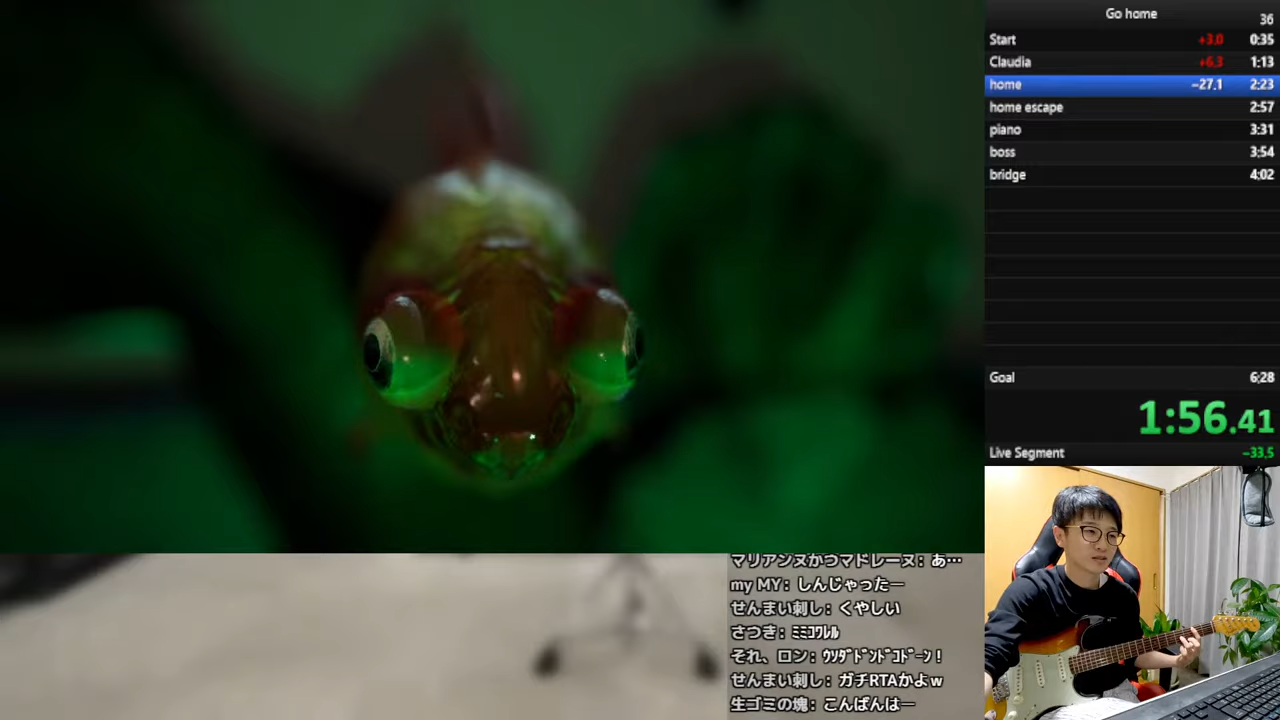 Go home
36
Start +3.0 0:35
Claudia +6.3 1:13
home -27.1 2:23
home escape 2:57
piano 3:31
boss 3:54
bridge 4:02
Goal 6:28
1:56.41
Live Segment -33.5
マリアンヌかつマドレーヌ: あ…
my MY: しんじゃったー
せんまい刺し: くやしい
さつき: ﾐﾐｺﾜﾚﾙ
それ、ロン: ｳｿﾀﾞﾄﾞﾝﾄﾞｺﾄﾞｰﾝ!
せんまい刺し: ガチRTAかよw
生ゴミの塊: こんばんはー